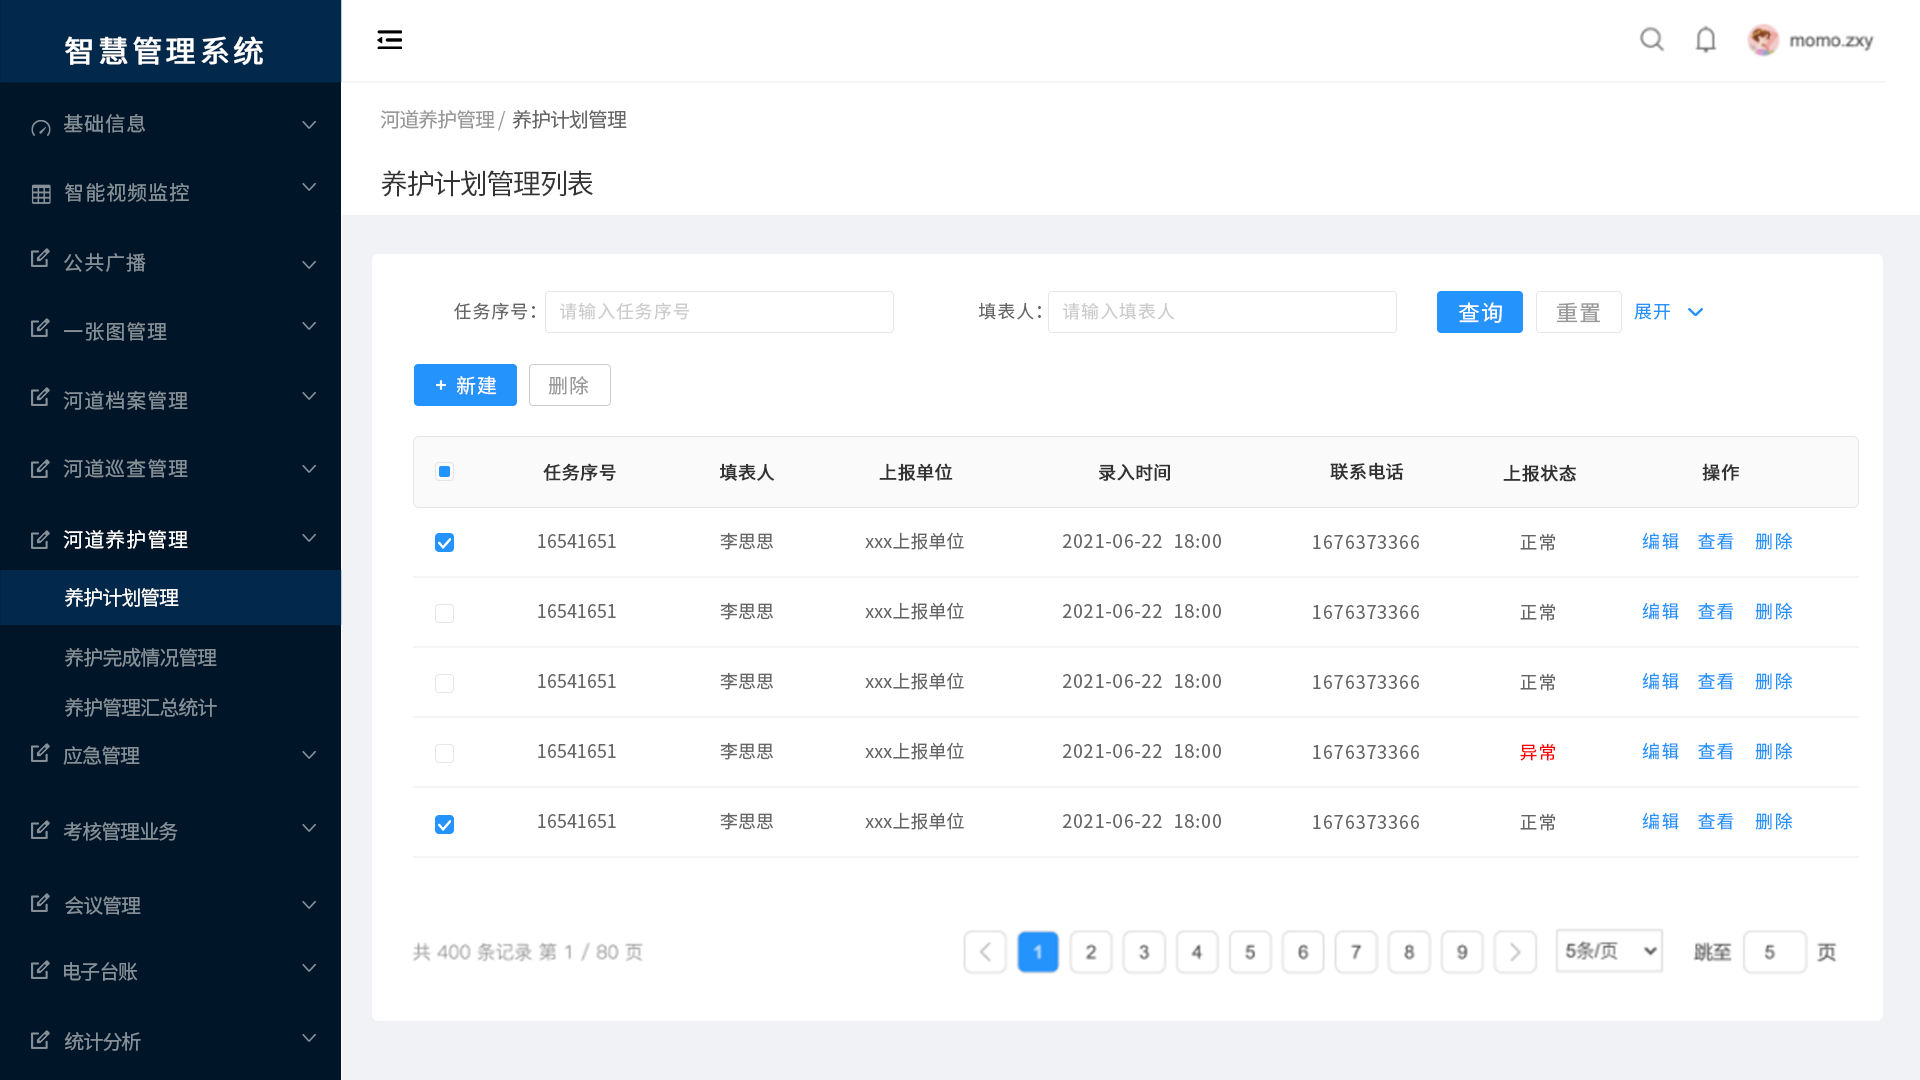 智慧管理系统
基础信息
智能视频监控
公共广播
一张图管理
河道档案管理
河道巡查管理
河道养护管理
养护计划管理
养护完成情况管理
养护管理汇总统计
应急管理
考核管理业务
会议管理
电子台账
统计分析
momo.zxy
河道养护管理 / 养护计划管理
养护计划管理列表
任务序号： 请输入任务序号 填表人： 请输入填表人 查询 重置 展开
+ 新建 删除
任务序号 填表人 上报单位 录入时间 联系电话 上报状态 操作
16541651 李思思 xxx上报单位 2021-06-22 18:00 1676373366 正常 编辑 查看 删除
16541651 李思思 xxx上报单位 2021-06-22 18:00 1676373366 正常 编辑 查看 删除
16541651 李思思 xxx上报单位 2021-06-22 18:00 1676373366 正常 编辑 查看 删除
16541651 李思思 xxx上报单位 2021-06-22 18:00 1676373366 异常 编辑 查看 删除
16541651 李思思 xxx上报单位 2021-06-22 18:00 1676373366 正常 编辑 查看 删除
共 400 条记录 第 1 / 80 页 1 2 3 4 5 6 7 8 9 5条/页 跳至 5 页